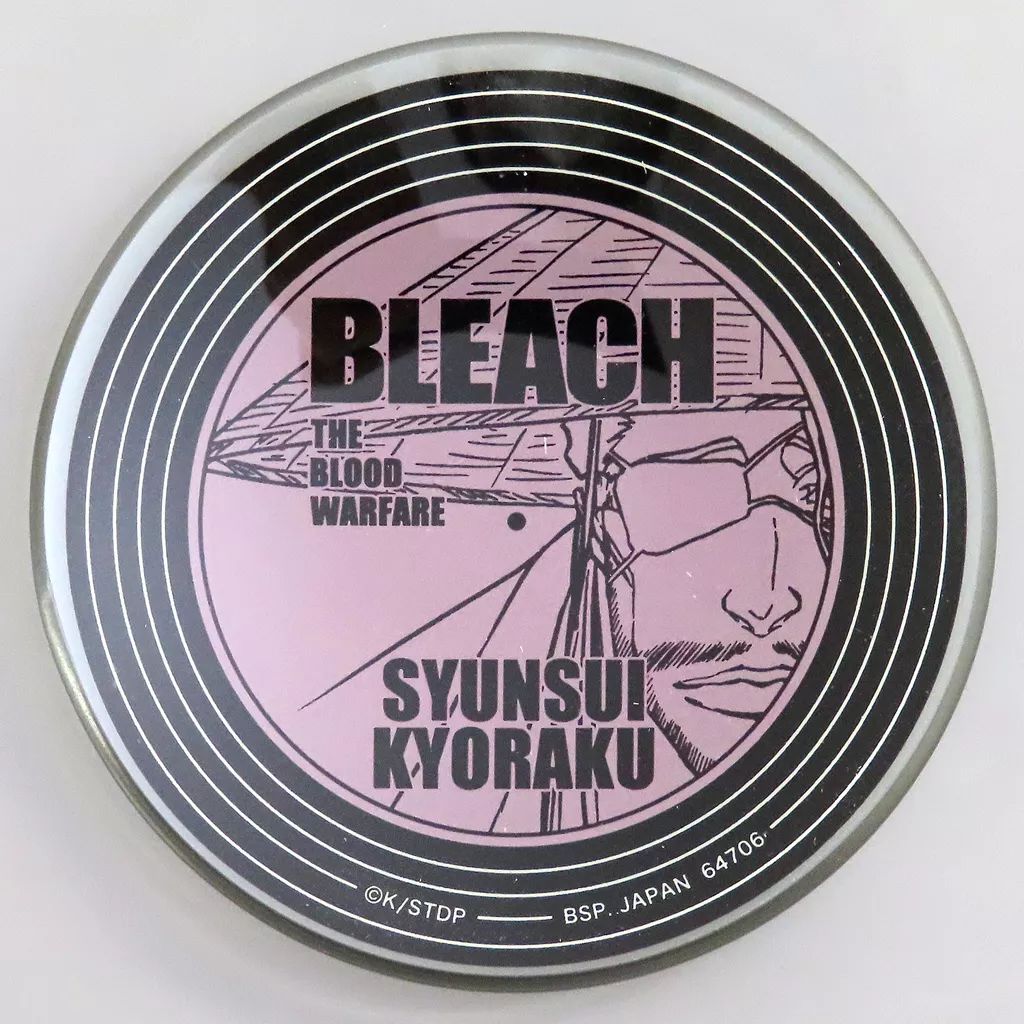 BLEACH
THE
BLOOD
WARFARE
SYUNSUI
KYORAKU
©K/STDP
BSP. JAPAN 64706